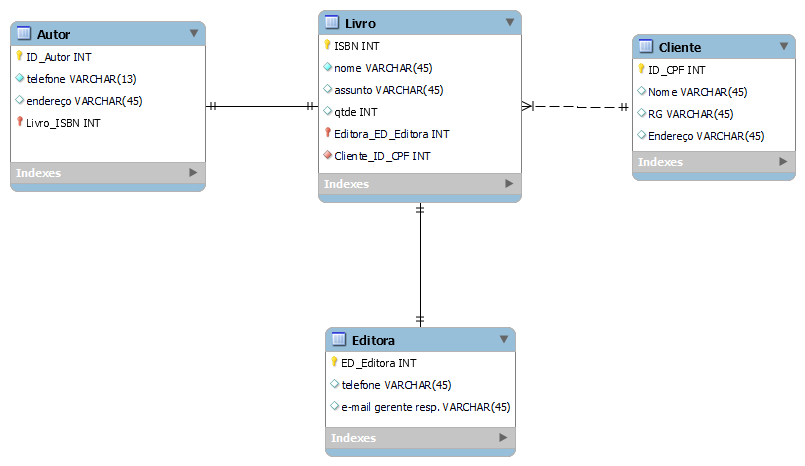 Autor
ID_Autor INT
telefone VARCHAR(13)
endereço VARCHAR(45)
Livro_ISBN INT
Indexes
Livro
ISBN INT
nome VARCHAR(45)
assunto VARCHAR(45)
qtde INT
Editora_ED_Editora INT
Cliente_ID_CPF INT
Indexes
Cliente
ID_CPF INT
Nome VARCHAR(45)
RG VARCHAR(45)
Endereço VARCHAR(45)
Indexes
Editora
ED_Editora INT
telefone VARCHAR(45)
e-mail gerente resp. VARCHAR(45)
Indexes